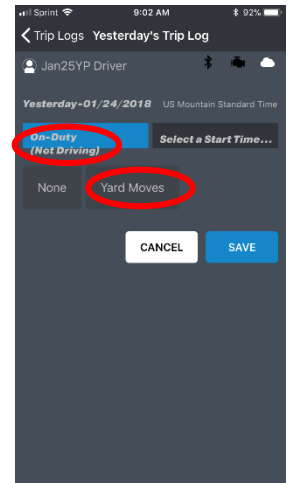 Sprint 9:02 AM 92%
Trip Logs Yesterday's Trip Log
Jan25YP Driver
Yesterday-01/24/2018 US Mountain Standard Time
On-Duty
(Not Driving) Select a Start Time...
None Yard Moves
CANCEL SAVE